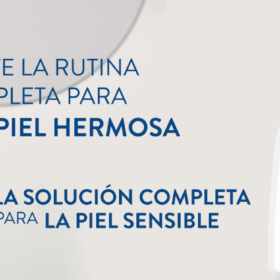 E LA RUTINA
PLETA PARA
PIEL HERMOSA
LA SOLUCIÓN COMPLETA
PARA LA PIEL SENSIBLE